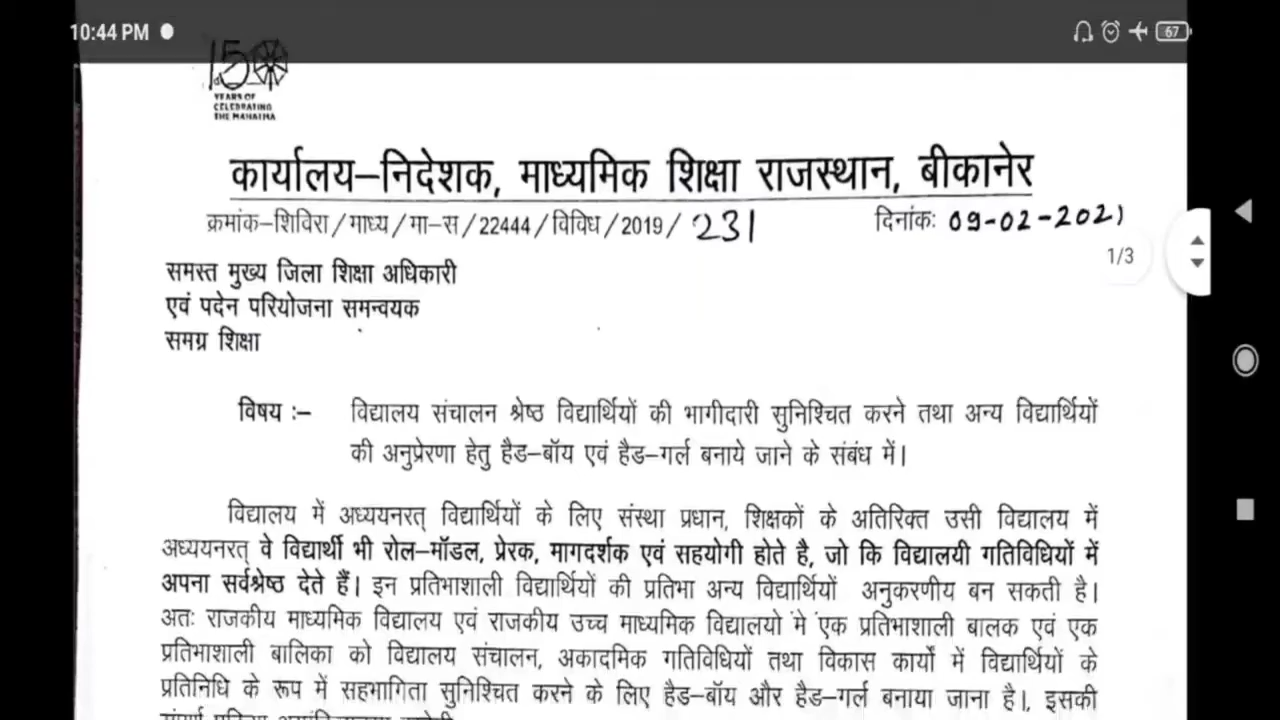 10:44 PM
67
150
YEARS OF
CELEBRATING
THE MAHATMA
कार्यालय–निदेशक, माध्यमिक शिक्षा राजस्थान, बीकानेर
क्रमांक-शिविरा/माध्य/मा-स/22444/विविध/2019/231 दिनांक: 09-02-2021
1/3
समस्त मुख्य जिला शिक्षा अधिकारी
एवं पदेन परियोजना समन्वयक
समग्र शिक्षा
विषय :– विद्यालय संचालन श्रेष्ठ विद्यार्थियों की भागीदारी सुनिश्चित करने तथा अन्य विद्यार्थियों
की अनुप्रेरणा हेतु हैड–बॉय एवं हैड–गर्ल बनाये जाने के संबंध में।
विद्यालय में अध्ययनरत् विद्यार्थियों के लिए संस्था प्रधान, शिक्षकों के अतिरिक्त उसी विद्यालय में
अध्ययनरत् वे विद्यार्थी भी रोल–मॉडल, प्रेरक, मागदर्शक एवं सहयोगी होते है, जो कि विद्यालयी गतिविधियों में
अपना सर्वश्रेष्ठ देते हैं। इन प्रतिभाशाली विद्यार्थियों की प्रतिभा अन्य विद्यार्थियों अनुकरणीय बन सकती है।
अतः राजकीय माध्यमिक विद्यालय एवं राजकीय उच्च माध्यमिक विद्यालयो मे एक प्रतिभाशाली बालक एवं एक
प्रतिभाशाली बालिका को विद्यालय संचालन, अकादमिक गतिविधियों तथा विकास कार्यों में विद्यार्थियों के
प्रतिनिधि के रूप में सहभागिता सुनिश्चित करने के लिए हैड–बॉय और हैड–गर्ल बनाया जाना है।, इसकी